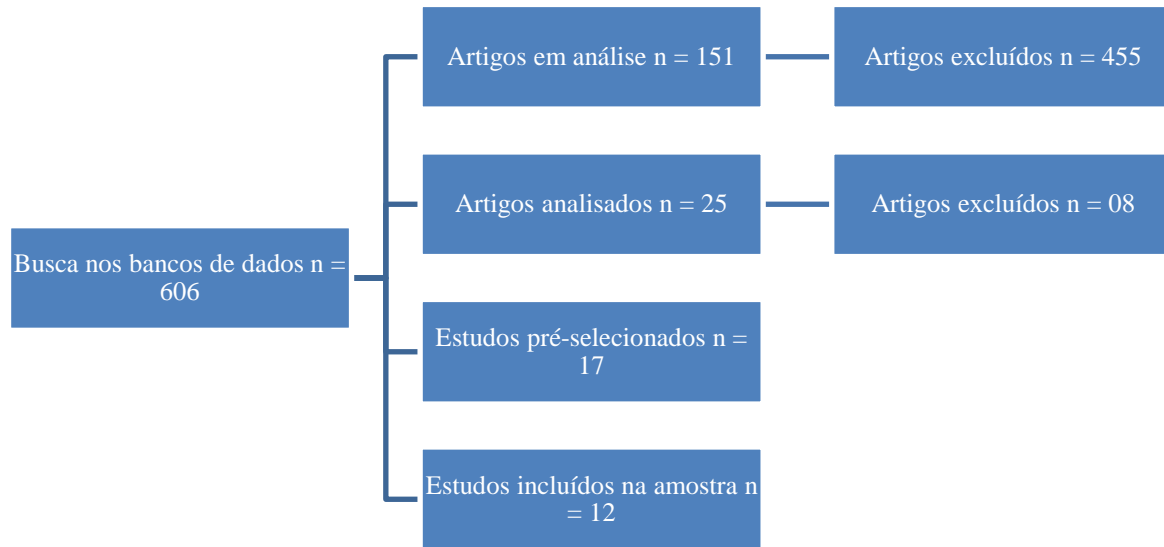 Artigos em análise n = 151
Artigos excluídos n = 455
Artigos analisados n = 25
Artigos excluídos n = 08
Busca nos bancos de dados n =
606
Estudos pré-selecionados n =
17
Estudos incluídos na amostra n
= 12